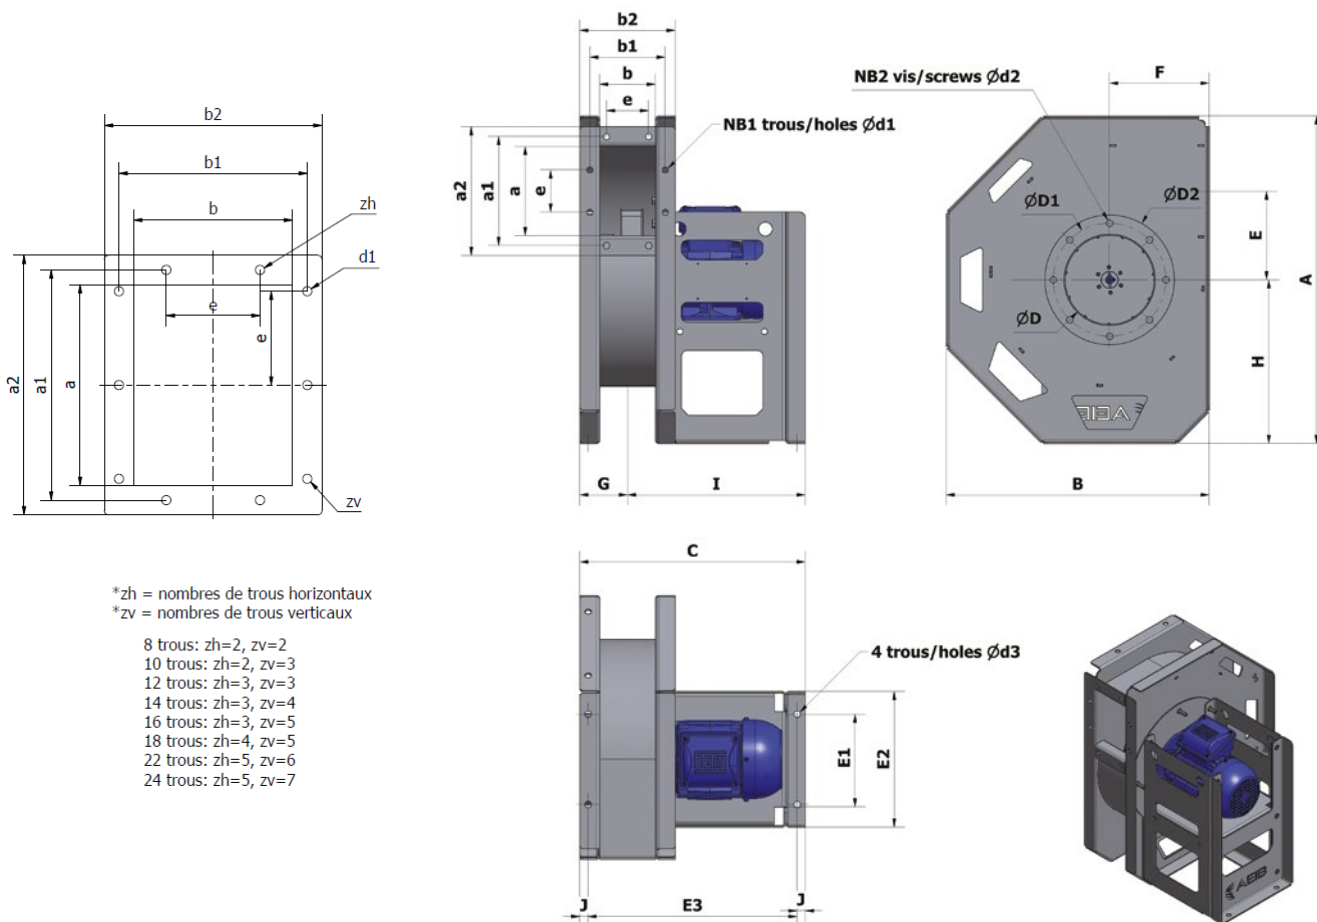 b2
b1
b
zh
d1
e
e
a2
a1
a
zv
*zh = nombres de trous horizontaux
*zv = nombres de trous verticaux
8 trous: zh=2, zv=2
10 trous: zh=2, zv=3
12 trous: zh=3, zv=3
14 trous: zh=3, zv=4
16 trous: zh=3, zv=5
18 trous: zh=4, zv=5
22 trous: zh=5, zv=6
24 trous: zh=5, zv=7
b2
b1
b
e
NB1 trous/holes Ød1
a2
a1
a
e
G
I
NB2 vis/screws Ød2
F
ØD1
ØD2
E
A
ØD
H
B
C
4 trous/holes Ød3
E1
E2
J
E3
J